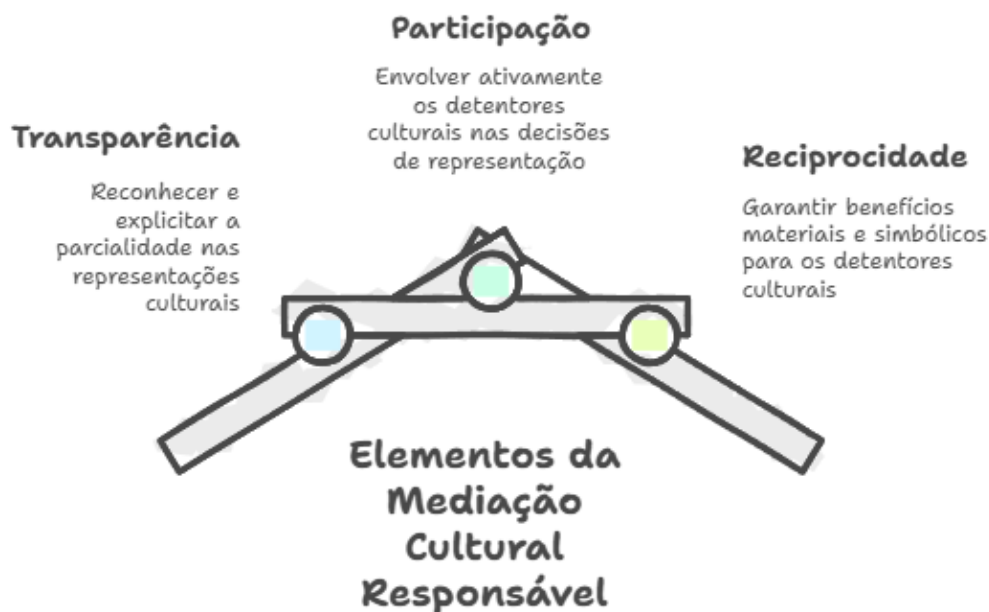 Participação
Envolver ativamente
os detentores
culturais nas decisões
de representação
Transparência
Reconhecer e
explicitar a
parcialidade nas
representações
culturais
Reciprocidade
Garantir benefícios
materiais e simbólicos
para os detentores
culturais
Elementos da
Mediação
Cultural
Responsável